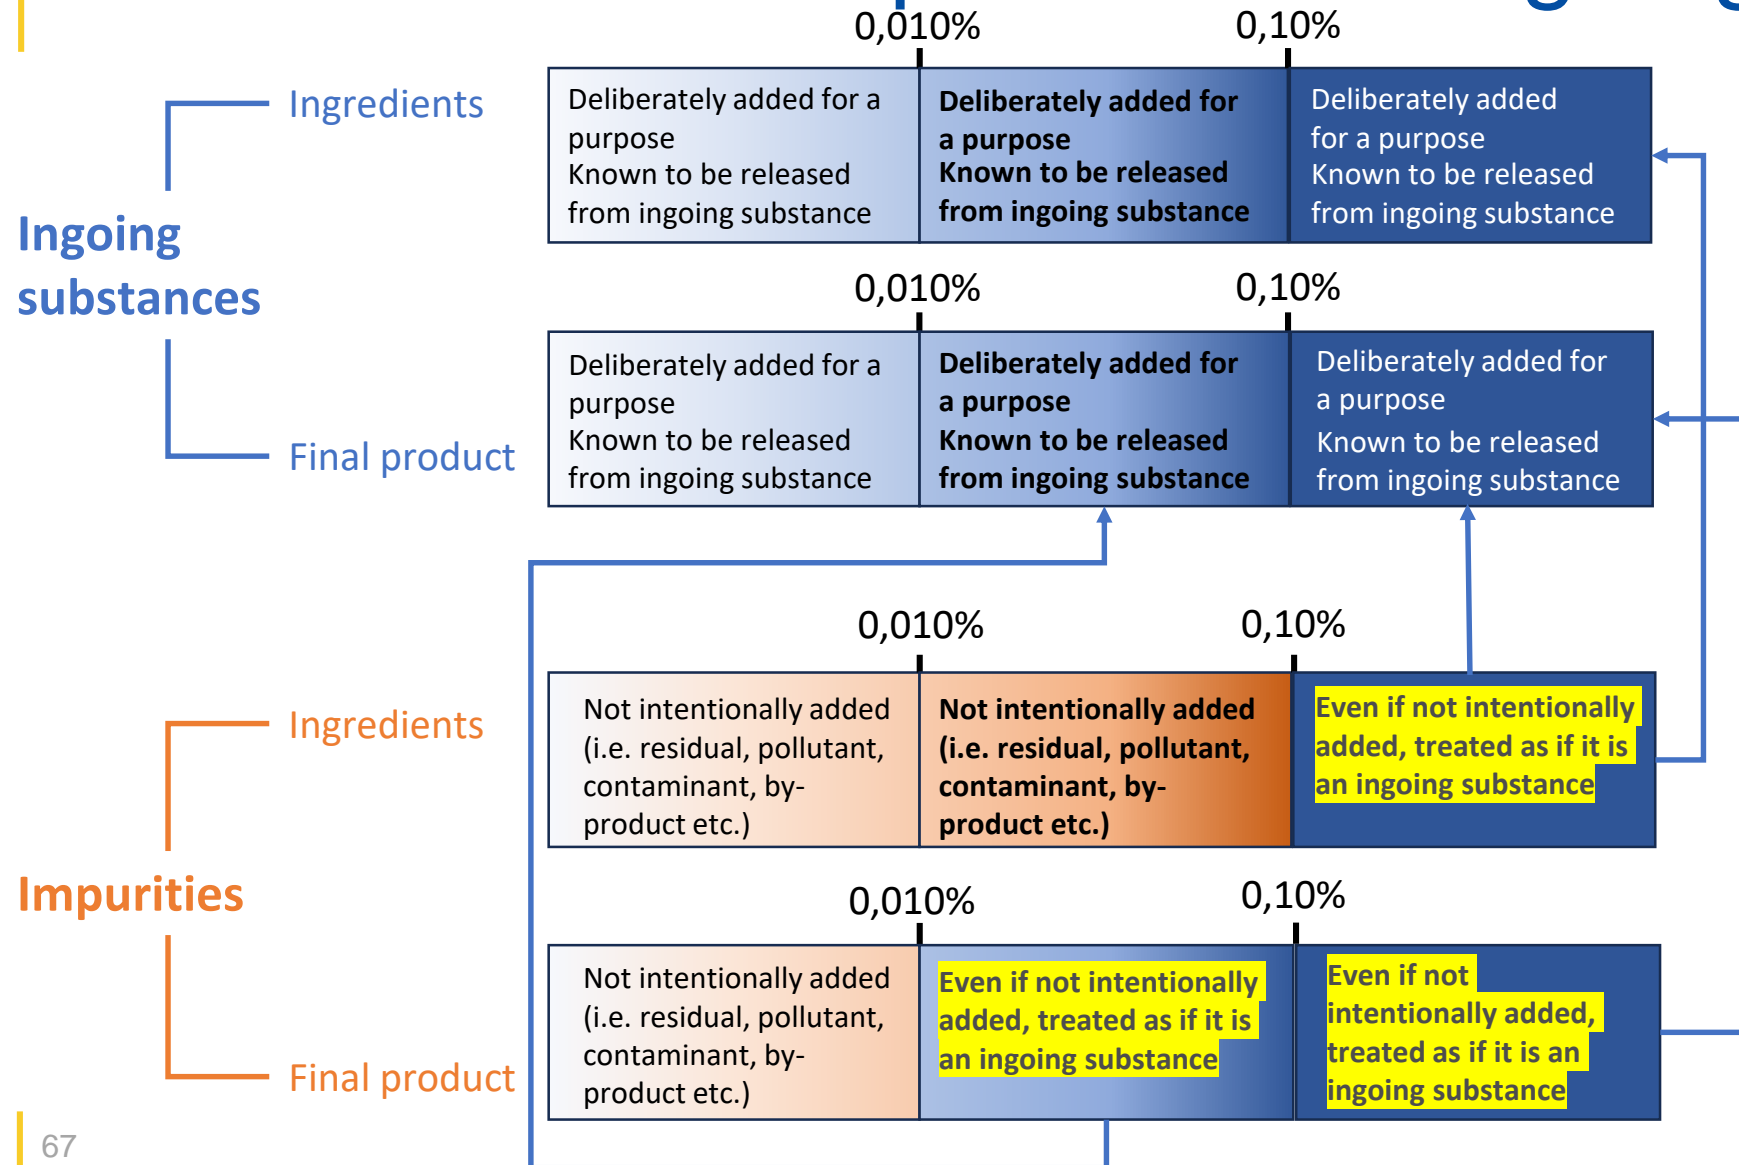 0,010%
0,10%
Ingredients
Deliberately added for a
purpose
Known to be released
from ingoing substance
Deliberately added for
a purpose
Known to be released
from ingoing substance
Deliberately added
for a purpose
Known to be released
from ingoing substance
Ingoing
substances
0,010%
0,10%
Final product
Deliberately added for a
purpose
Known to be released
from ingoing substance
Deliberately added for
a purpose
Known to be released
from ingoing substance
Deliberately added for
a purpose
Known to be released
from ingoing substance
0,010%
0,10%
Ingredients
Not intentionally added
(i.e. residual, pollutant,
contaminant, by-
product etc.)
Not intentionally added
(i.e. residual, pollutant,
contaminant, by-
product etc.)
Even if not intentionally
added, treated as if it is
an ingoing substance
Impurities
0,010%
0,10%
Final product
Not intentionally added
(i.e. residual, pollutant,
contaminant, by-
product etc.)
Even if not intentionally
added, treated as if it is
an ingoing substance
Even if not
intentionally added,
treated as if it is an
ingoing substance
67